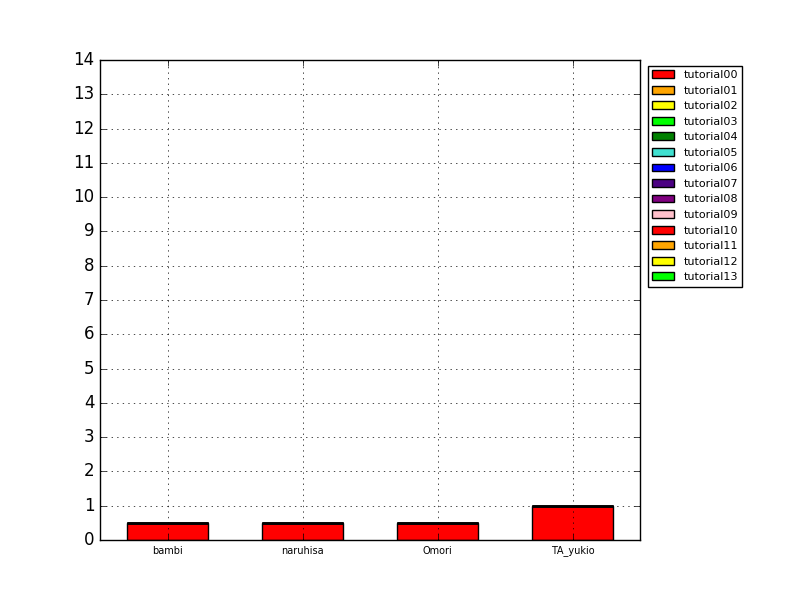 14
13
12
11
10
9
8
7
6
5
4
3
2
1
0
bambi naruhisa Omori TA_yukio
tutorial00
tutorial01
tutorial02
tutorial03
tutorial04
tutorial05
tutorial06
tutorial07
tutorial08
tutorial09
tutorial10
tutorial11
tutorial12
tutorial13